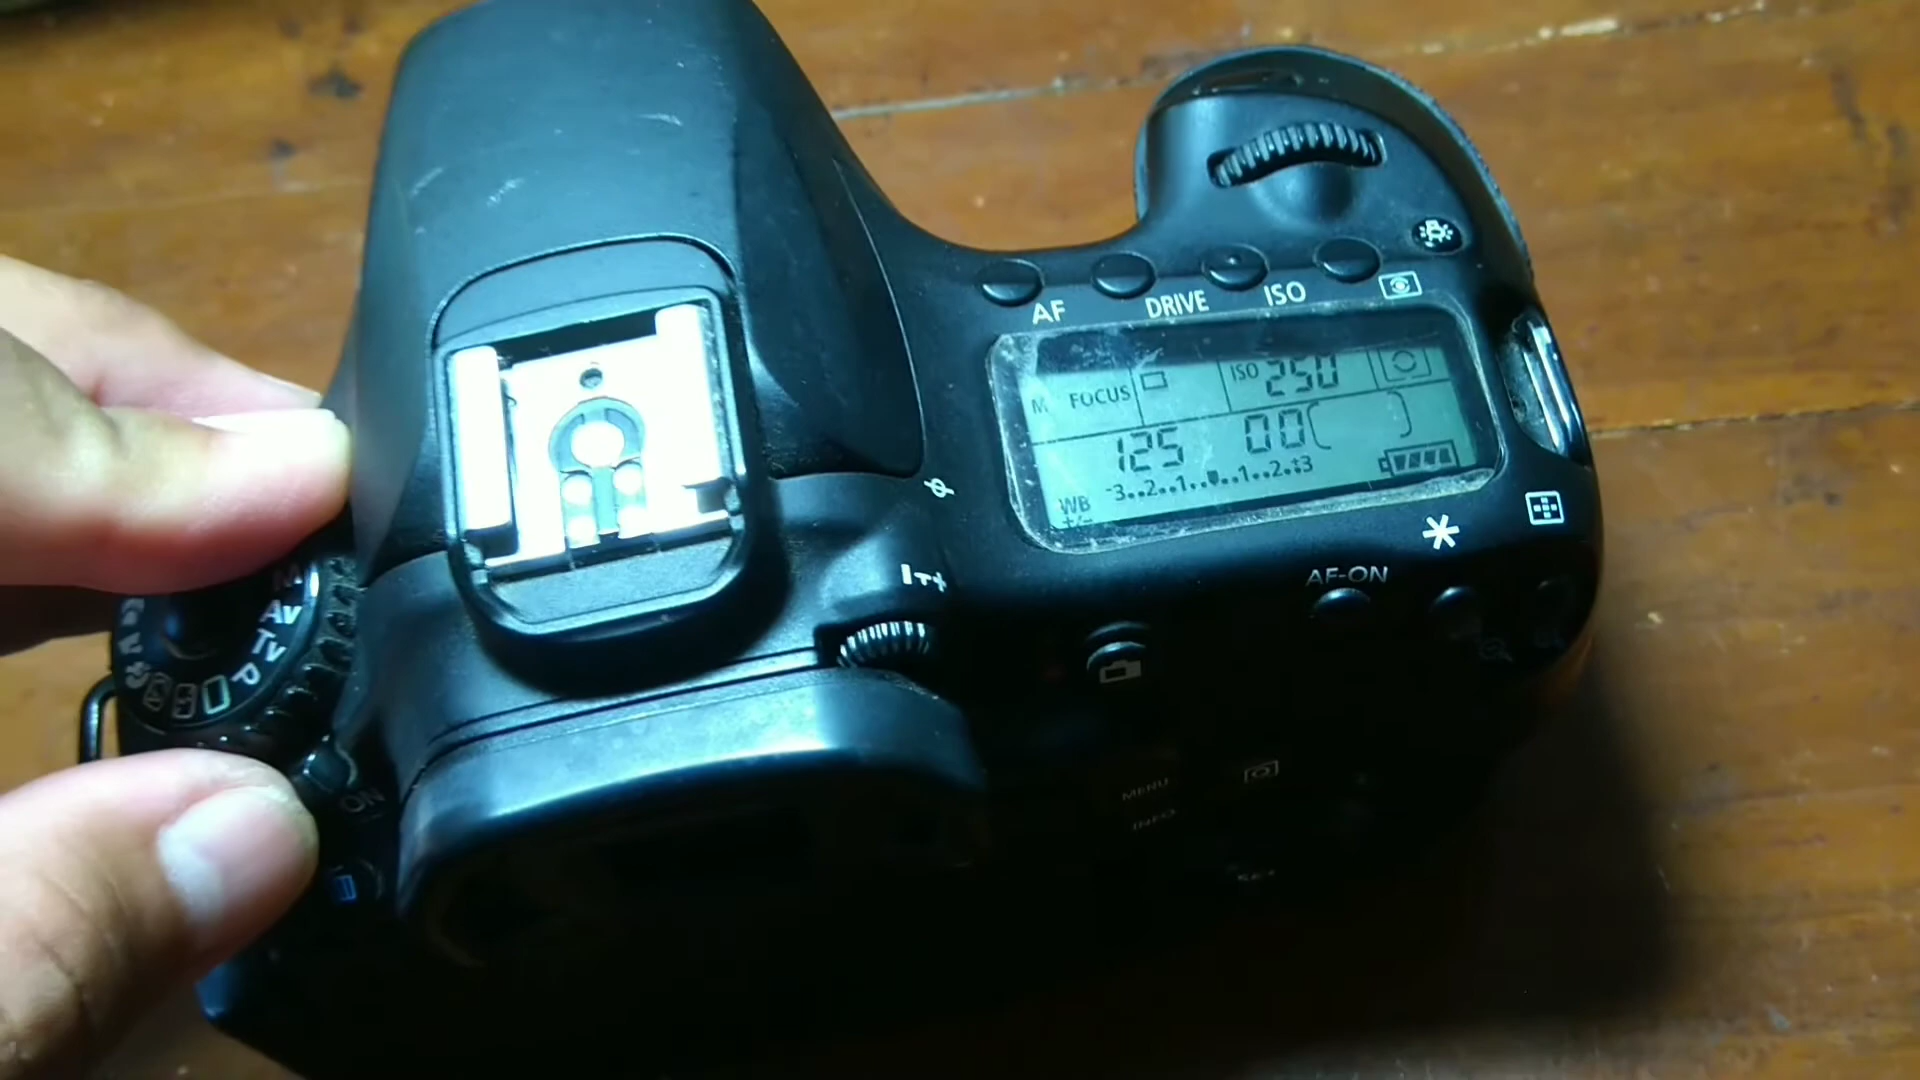 AF DRIVE ISO
M FOCUS ISO 250
125 00
-3..2..1..▼..1..2..+3
WB
+/-
AF-ON
M
AV
TV
P
ON
MENU
INFO